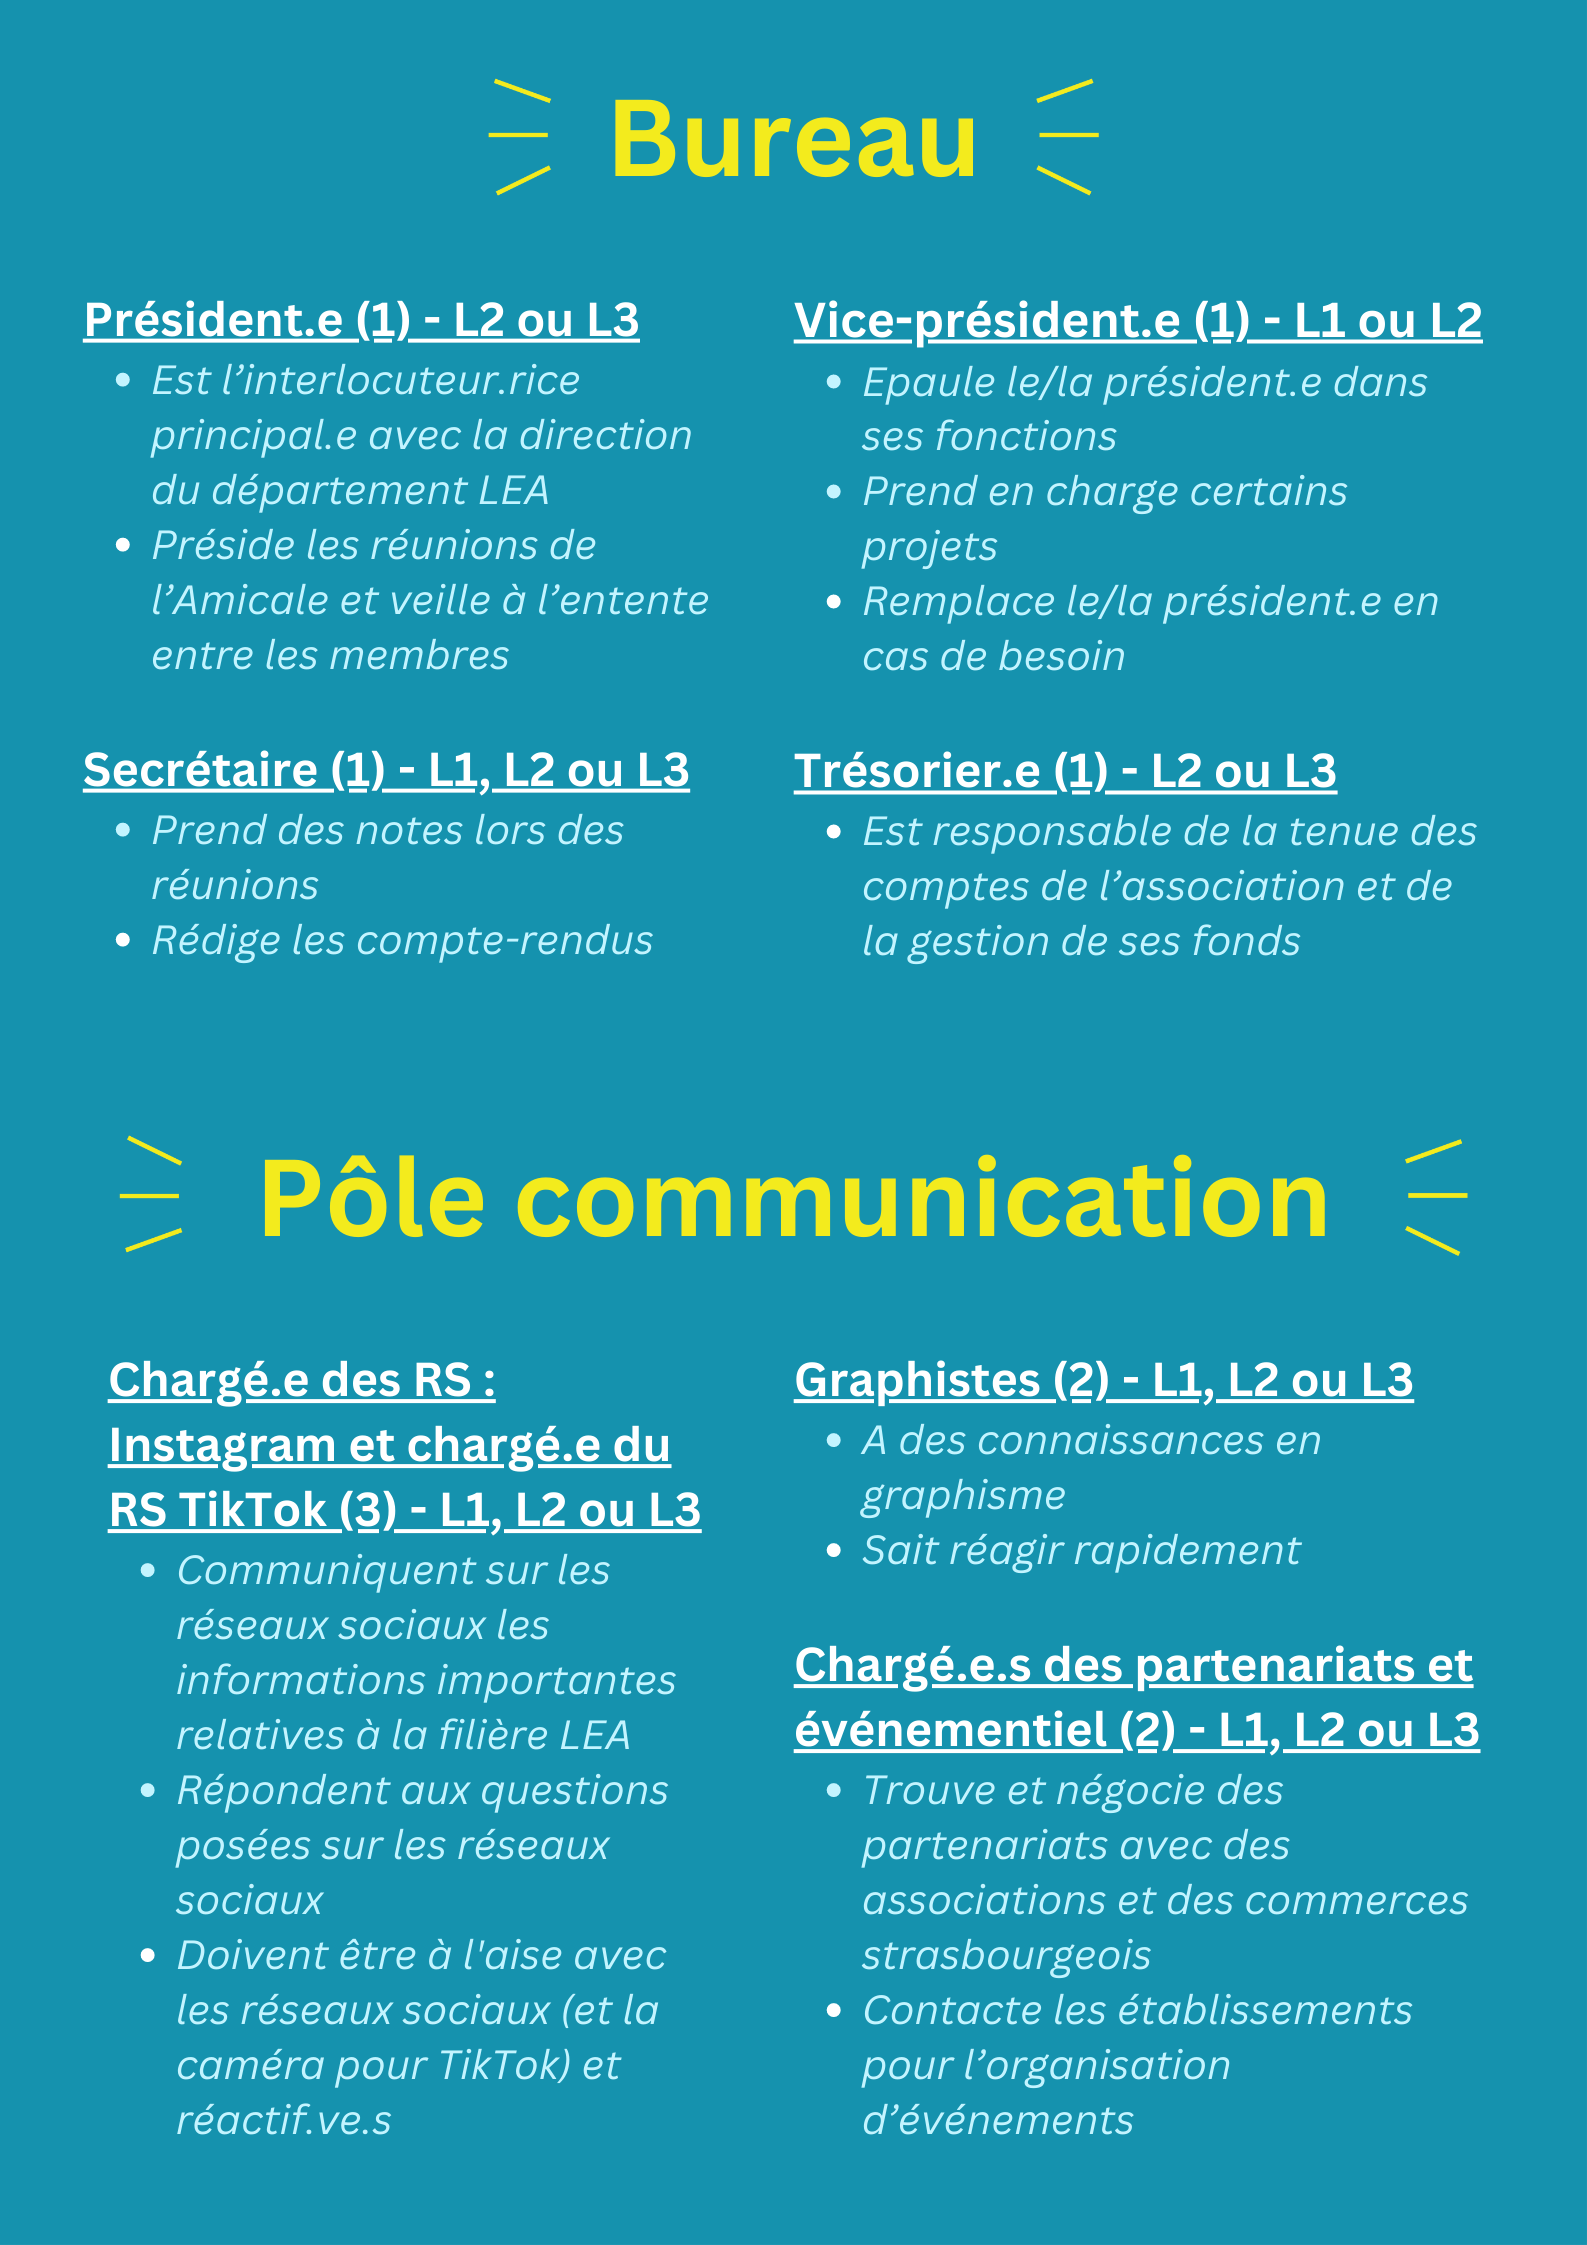 Bureau
Président.e (1) - L2 ou L3
Est l’interlocuteur.rice
principal.e avec la direction
du département LEA
Préside les réunions de
l’Amicale et veille à l’entente
entre les membres
Vice-président.e (1) - L1 ou L2
Epaule le/la président.e dans
ses fonctions
Prend en charge certains
projets
Remplace le/la président.e en
cas de besoin
Secrétaire (1) - L1, L2 ou L3
Prend des notes lors des
réunions
Rédige les compte-rendus
Trésorier.e (1) - L2 ou L3
Est responsable de la tenue des
comptes de l’association et de
la gestion de ses fonds
Pôle communication
Chargé.e des RS :
Instagram et chargé.e du
RS TikTok (3) - L1, L2 ou L3
Communiquent sur les
réseaux sociaux les
informations importantes
relatives à la filière LEA
Répondent aux questions
posées sur les réseaux
sociaux
Doivent être à l'aise avec
les réseaux sociaux (et la
caméra pour TikTok) et
réactif.ve.s
Graphistes (2) - L1, L2 ou L3
A des connaissances en
graphisme
Sait réagir rapidement
Chargé.e.s des partenariats et
événementiel (2) - L1, L2 ou L3
Trouve et négocie des
partenariats avec des
associations et des commerces
strasbourgeois
Contacte les établissements
pour l’organisation
d’événements